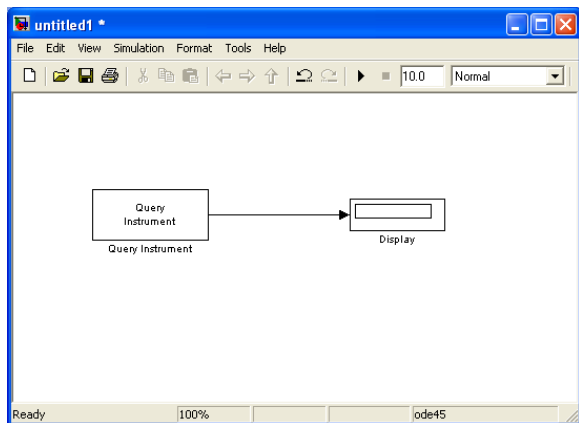 untitled1 *
File Edit View Simulation Format Tools Help
10.0 Normal
Query
Instrument
Query Instrument
Display
Ready 100% ode45